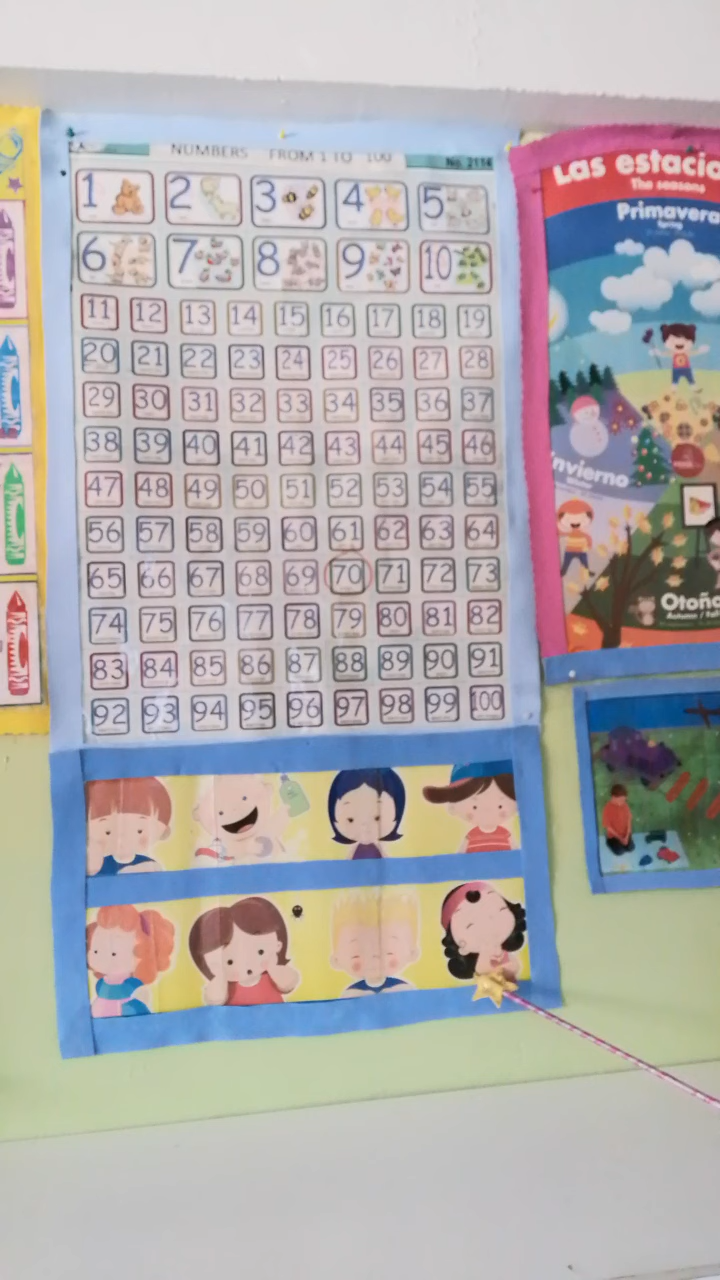 NUMBERS FROM 1 TO 100
No. 2114
1 2 3 4 5
6 7 8 9 10
11 12 13 14 15 16 17 18 19
20 21 22 23 24 25 26 27 28
29 30 31 32 33 34 35 36 37
38 39 40 41 42 43 44 45 46
47 48 49 50 51 52 53 54 55
56 57 58 59 60 61 62 63 64
65 66 67 68 69 70 71 72 73
74 75 76 77 78 79 80 81 82
83 84 85 86 87 88 89 90 91
92 93 94 95 96 97 98 99 100
Las estacio
The seasons
Primavera
Spring
Invierno
Winter
Otoño
Autumn / Fall